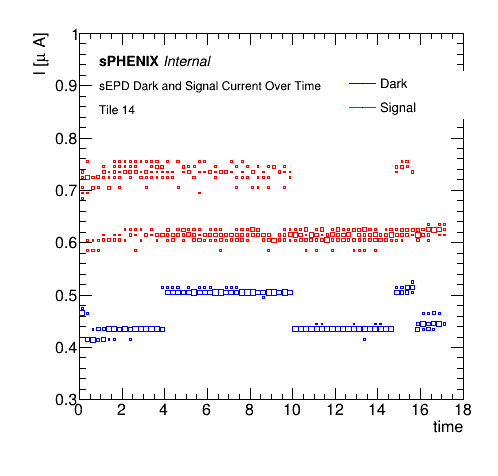 I [μ A]
1
0.9
0.8
0.7
0.6
0.5
0.4
0.3
sPHENIX Internal
sEPD Dark and Signal Current Over Time
Tile 14
Dark
Signal
0 2 4 6 8 10 12 14 16 18
time